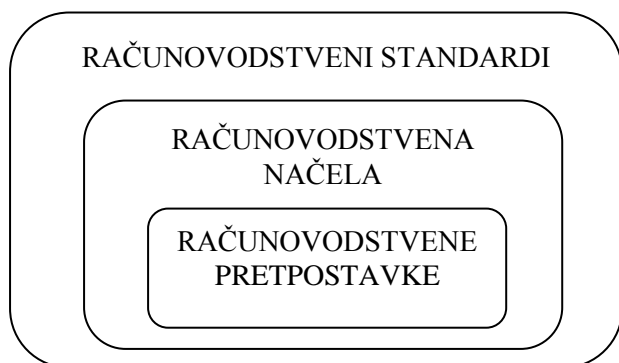 RAČUNOVODSTVENI STANDARDI
RAČUNOVODSTVENA
NAČELA
RAČUNOVODSTVENE
PRETPOSTAVKE